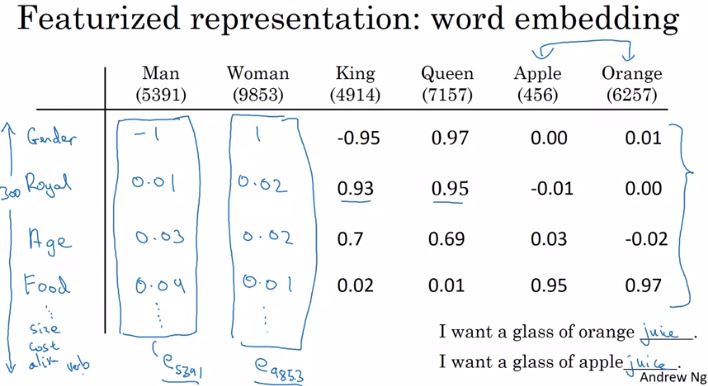 Featurized representation: word embedding
Man Woman King Queen Apple Orange
(5391) (9853) (4914) (7157) (456) (6257)
Gender -1 1 -0.95 0.97 0.00 0.01
300 Royal 0.01 0.02 0.93 0.95 -0.01 0.00
Age 0.03 0.02 0.7 0.69 0.03 -0.02
Food 0.04 0.01 0.02 0.01 0.95 0.97
size
cost
alive verb
e5391 e9853
I want a glass of orange juice.
I want a glass of apple juice.
Andrew Ng